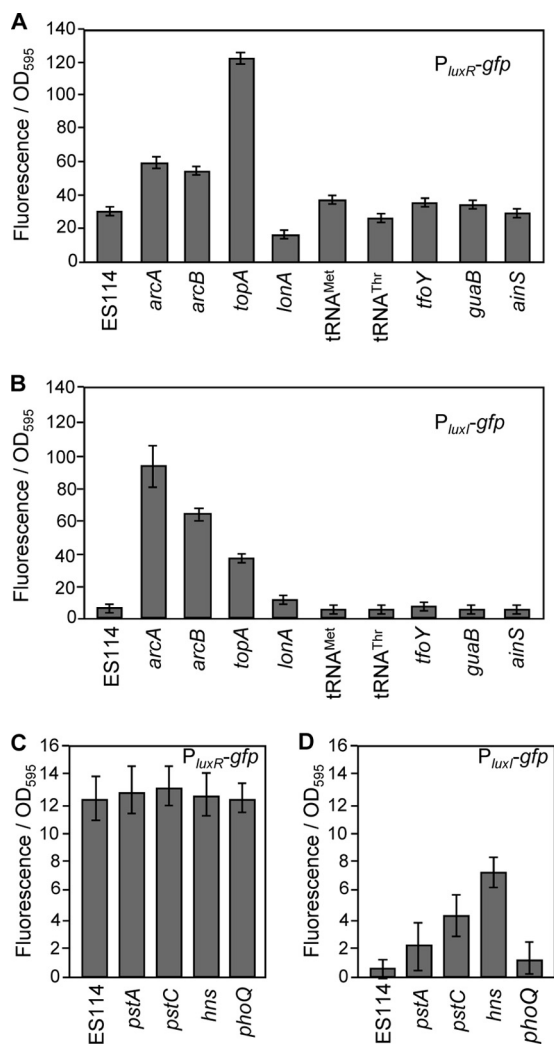 A
Fluorescence / OD595
140
120
100
80
60
40
20
0
PluxR-gfp
ES114
arcA
arcB
topA
lonA
tRNAMet
tRNAThr
tfoY
guaB
ainS
B
Fluorescence / OD595
140
120
100
80
60
40
20
0
PluxI-gfp
ES114
arcA
arcB
topA
lonA
tRNAMet
tRNAThr
tfoY
guaB
ainS
C
Fluorescence / OD595
16
14
12
10
8
6
4
2
0
PluxR-gfp
ES114
pstA
pstC
hns
phoQ
D
Fluorescence / OD595
16
14
12
10
8
6
4
2
0
PluxI-gfp
ES114
pstA
pstC
hns
phoQ